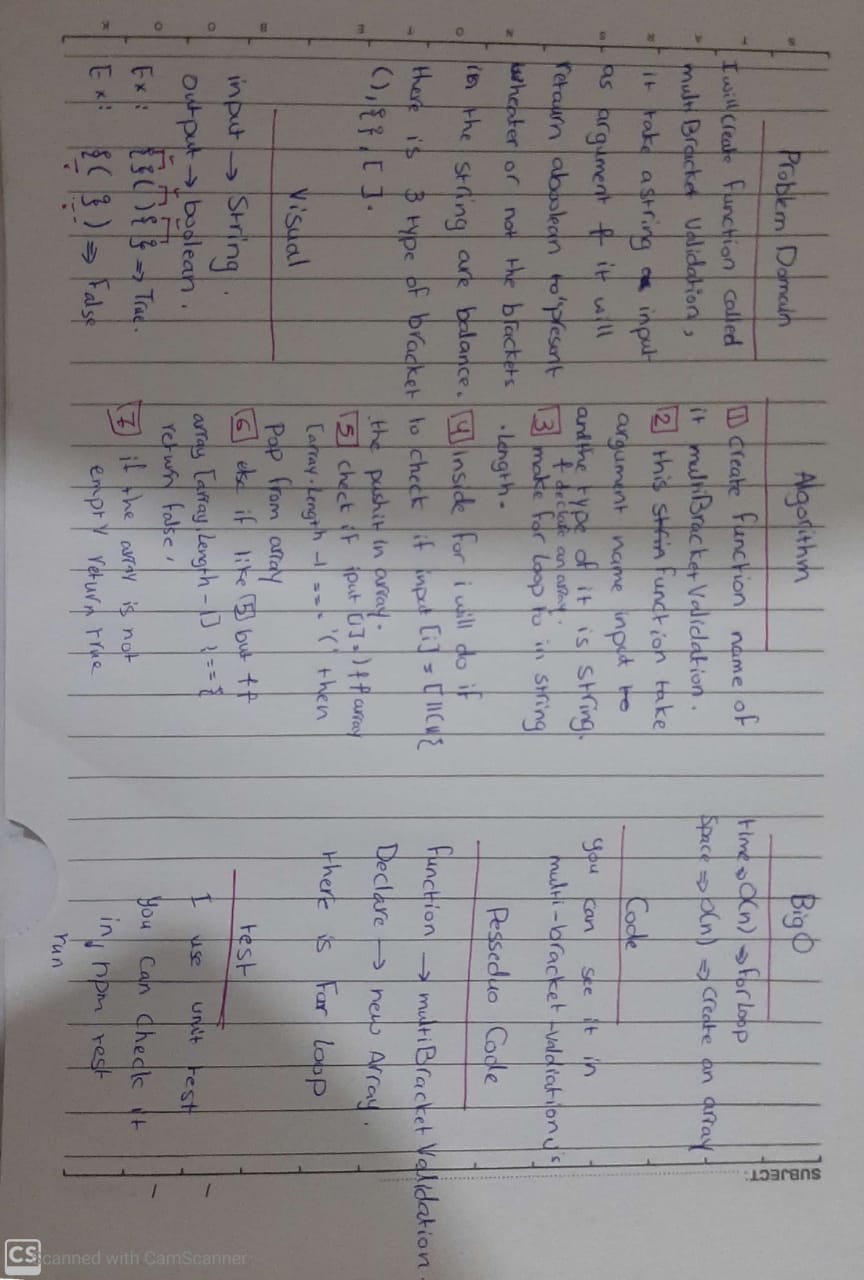 Problem Domain
I will create function called
multi Bracket Validation,
it take a string input
as argument & it will
return aboolean to present
wheater or not the brackets
in the string are balance.
there is 3 type of bracket
(), {}, [ ].
Visual
input → String.
output → boolean.
Ex: {}(){} => True.
Ex: {(}) => False
Algorithm
1 create function name of
it multiBracketValidation.
2 this function take
argument name input
and the type of it is string.
& declare an array.
3 make for loop to in string
.length.
4 inside for i will do if
to check if input [i] = [ || ( || {
the pushit in array.
5 check if iput [i] = ) && array
[array.length -1 === '(' then
Pop from array
6 else if like 5 but ff
array [array.length -1] !== {
return false,
7 if the array is not
empty return true
Big O
time => O(n) => for loop
Space => O(n) => create an array
Code
you can see it in
multi-bracket-valdiation.js
Pesseduo Code
function → multiBracketValidation.
Declare → new Array.
there is For loop
test
I use unit test
you can check it
in, npm test
run
SUBJECT:
CS
Scanned with CamScanner